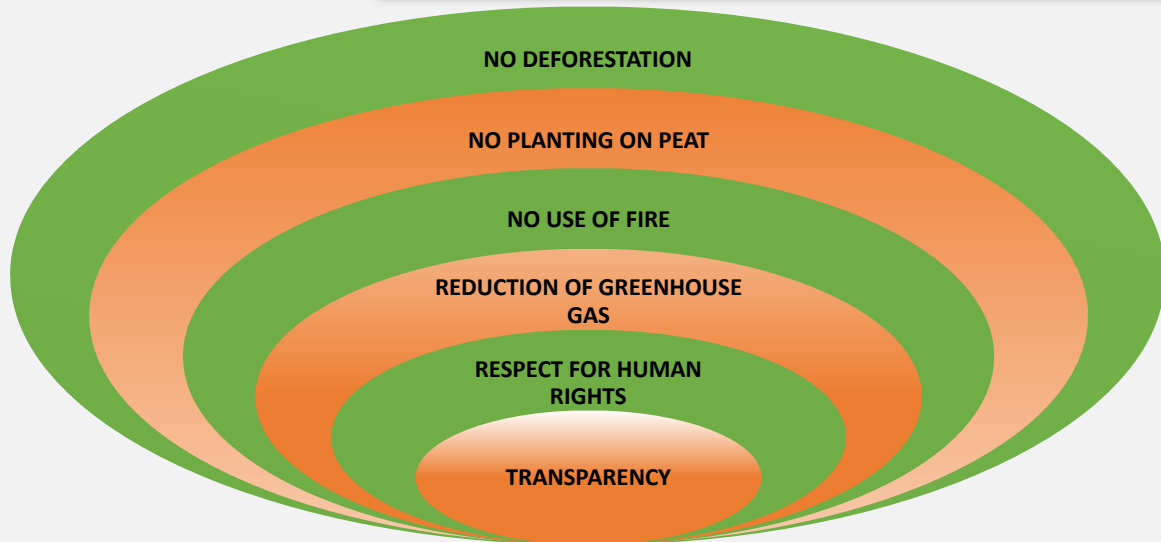 NO DEFORESTATION
NO PLANTING ON PEAT
NO USE OF FIRE
REDUCTION OF GREENHOUSE
GAS
RESPECT FOR HUMAN
RIGHTS
TRANSPARENCY